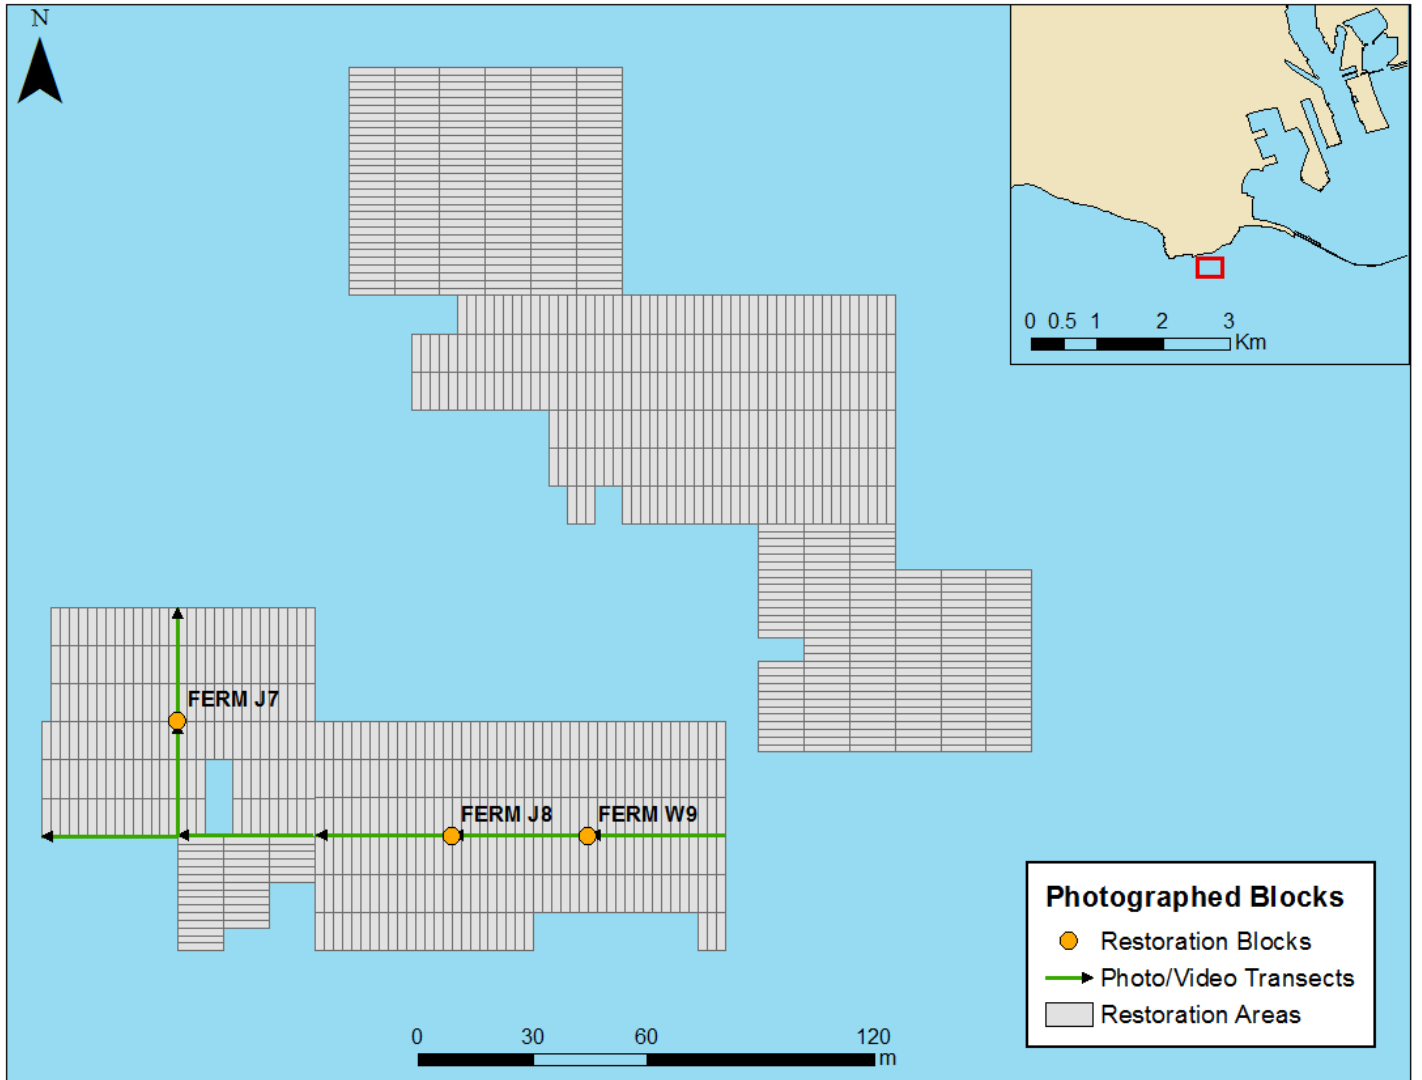 N
0 0.5 1 2 3
Km
FERM J7
FERM J8
FERM W9
Photographed Blocks
Restoration Blocks
Photo/Video Transects
Restoration Areas
0 30 60 120
m